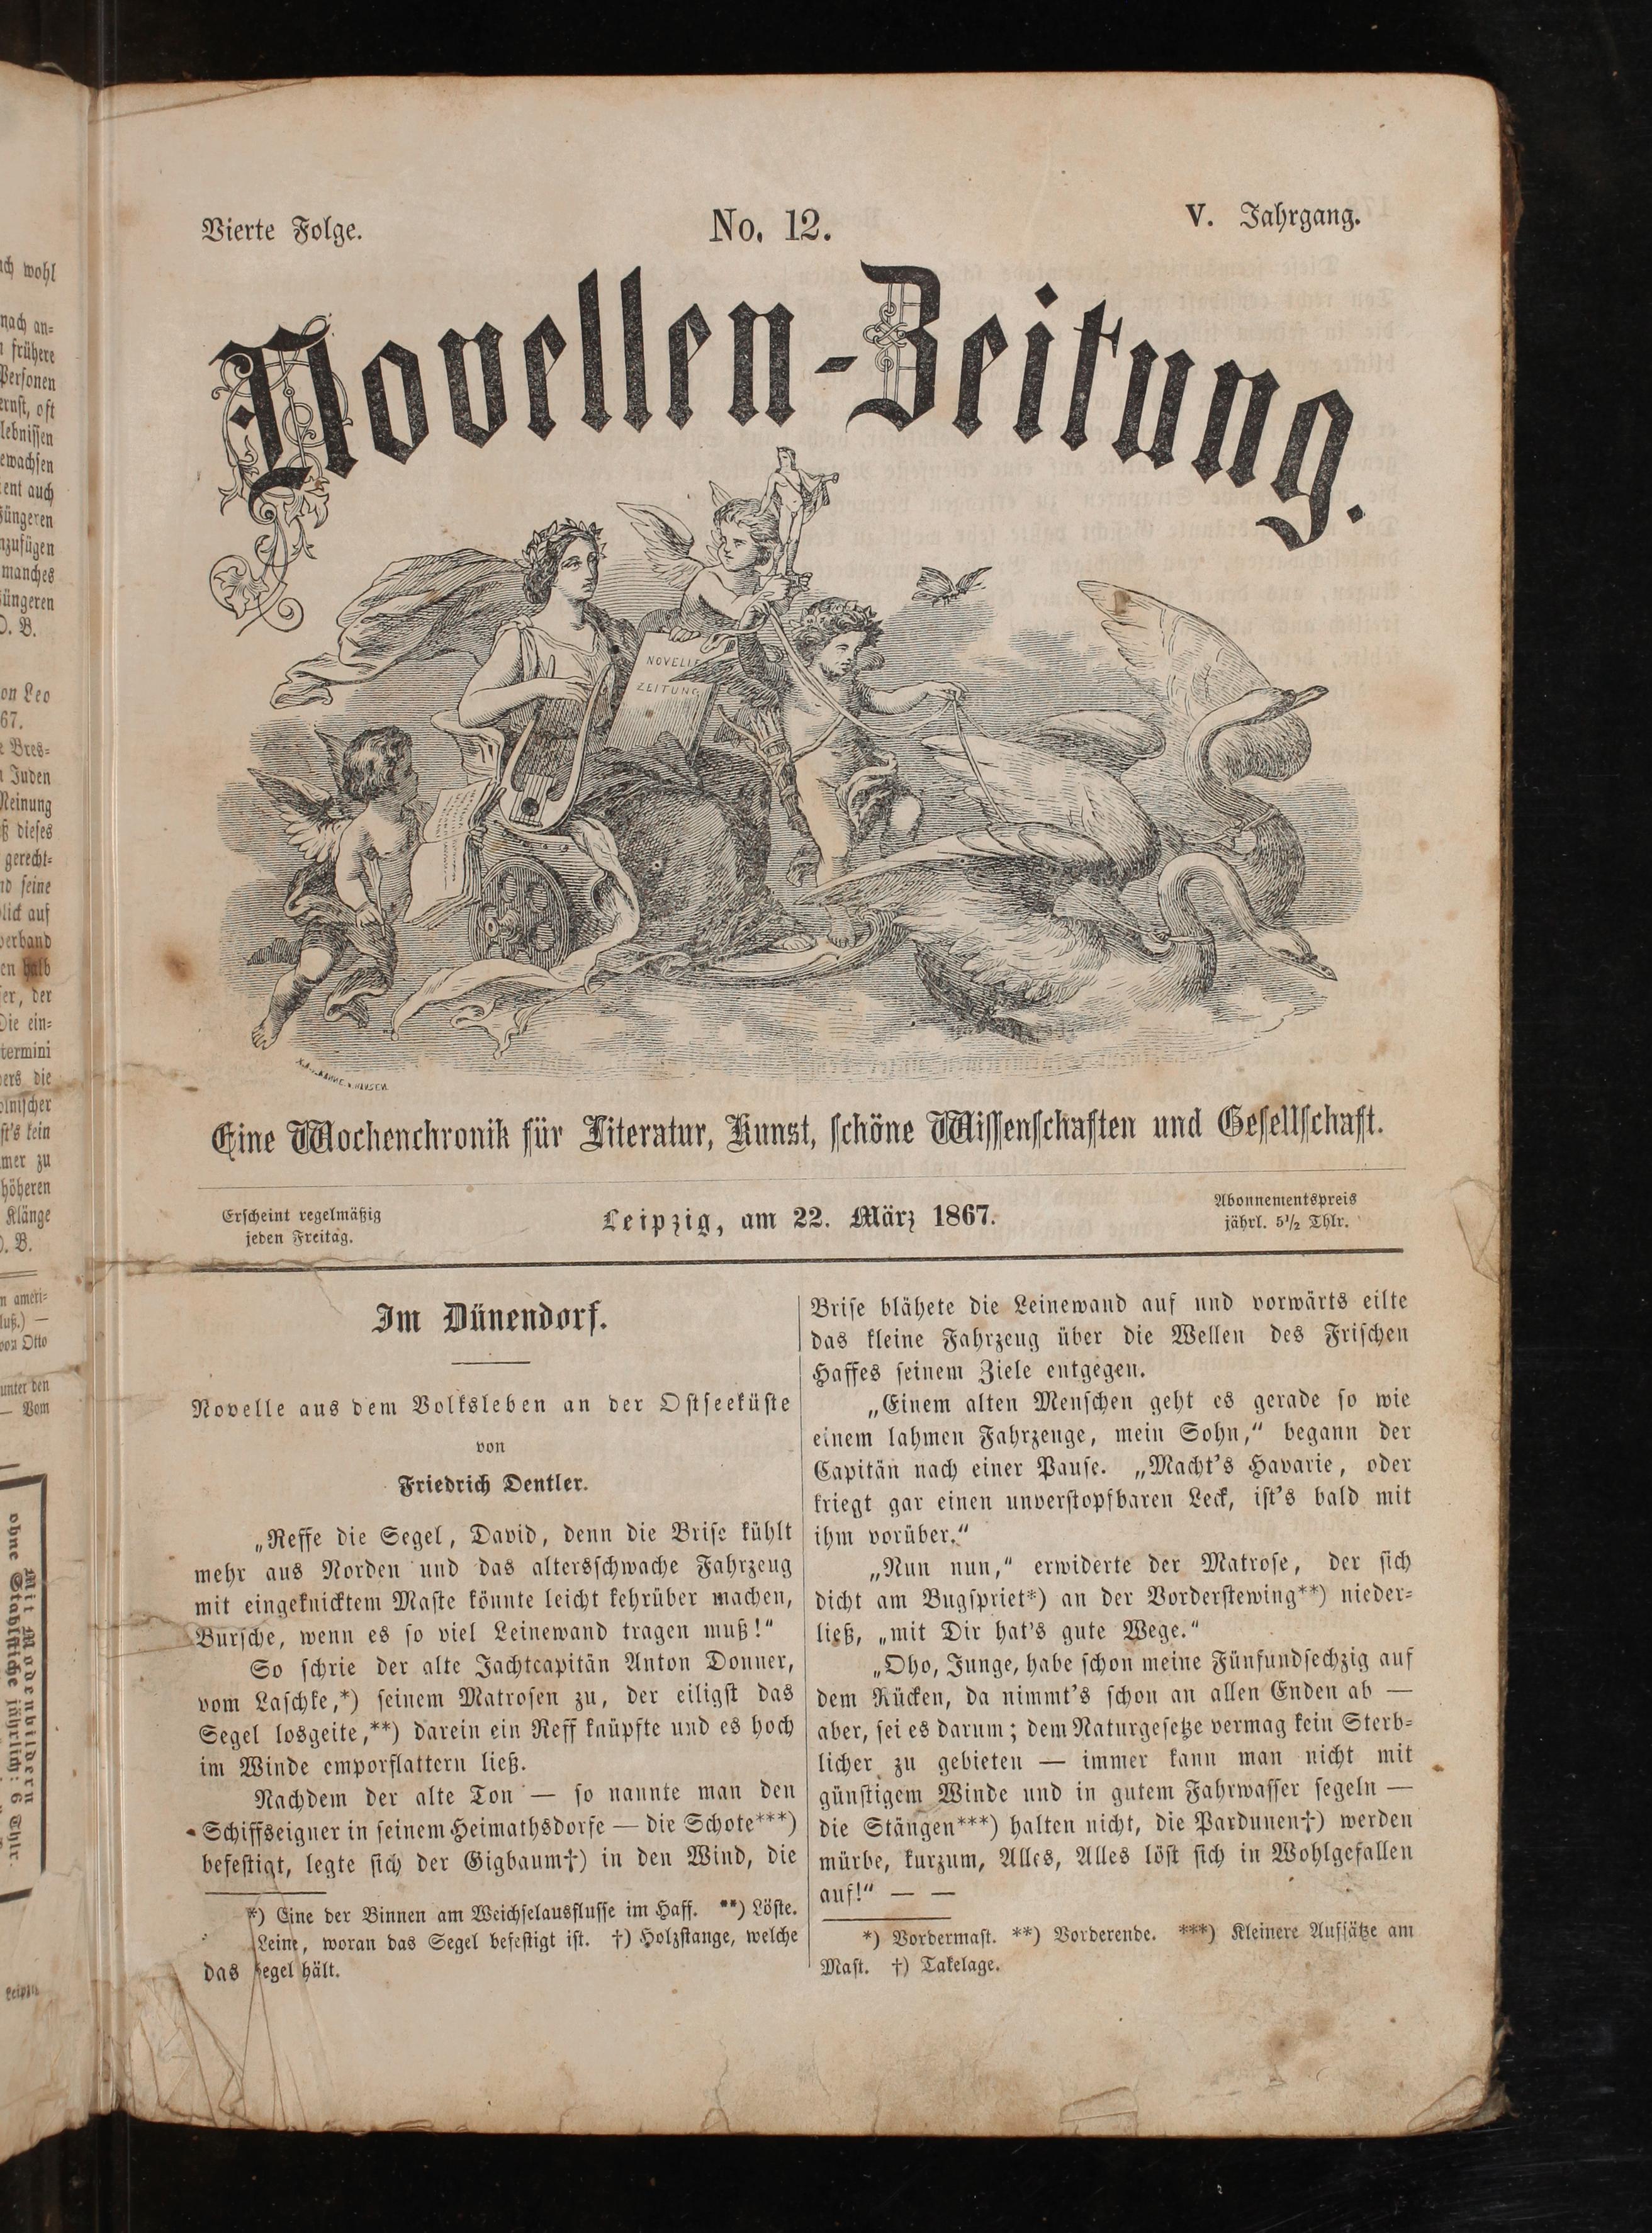 Vierte Folge.
No. 12.
V. Jahrgang.
Novellen-Zeitung.
NOVELLE
ZEITUNG
Eine Wochenchronik für Literatur, Kunst, schöne Wissenschaften und Gesellschaft.
Erscheint regelmäßig
jeden Freitag.
Leipzig, am 22. März 1867.
Abonnementspreis
jährl. 5½ Thlr.
Im Dünendorf.
Novelle aus dem Volksleben an der Ostseeküste
von
Friedrich Dentler.
„Reffe die Segel, David, denn die Brise kühlt
mehr aus Norden und das altersschwache Fahrzeug
mit eingeknicktem Maste könnte leicht kehrüber machen,
Bursche, wenn es so viel Leinewand tragen muß!“
So schrie der alte Jachtcapitän Anton Donner,
vom Laschke,*) seinem Matrosen zu, der eiligst das
Segel losgeite,**) darein ein Reff knüpfte und es hoch
im Winde emporflattern ließ.
Nachdem der alte Ton — so nannte man den
Schiffseigner in seinem Heimathsdorfe — die Schote***)
befestigt, legte sich der Gigbaum†) in den Wind, die
*) Eine der Binnen am Weichselausflusse im Haff. **) Löste.
Leine, woran das Segel befestigt ist. †) Holzstange, welche
das Segel hält.
Brise blähete die Leinewand auf und vorwärts eilte
das kleine Fahrzeug über die Wellen des Frischen
Haffes seinem Ziele entgegen.
„Einem alten Menschen geht es gerade so wie
einem lahmen Fahrzeuge, mein Sohn,“ begann der
Capitän nach einer Pause. „Macht's Havarie, oder
kriegt gar einen unverstopfbaren Leck, ist's bald mit
ihm vorüber.“
„Nun nun,“ erwiderte der Matrose, der sich
dicht am Bugspriet*) an der Vorderstewing**) nieder-
ließ, „mit Dir hat's gute Wege.“
„Oho, Junge, habe schon meine Fünfundsechzig auf
dem Rücken, da nimmt's schon an allen Enden ab —
aber, sei es darum; dem Naturgesetze vermag kein Sterb-
licher zu gebieten — immer kann man nicht mit
günstigem Winde und in gutem Fahrwasser segeln —
die Stängen***) halten nicht, die Pardunen†) werden
mürbe, kurzum, Alles, Alles löst sich in Wohlgefallen
auf!“ — —
*) Vordermast. **) Vorderende. ***) Kleinere Aufsätze am
Mast. †) Takelage.